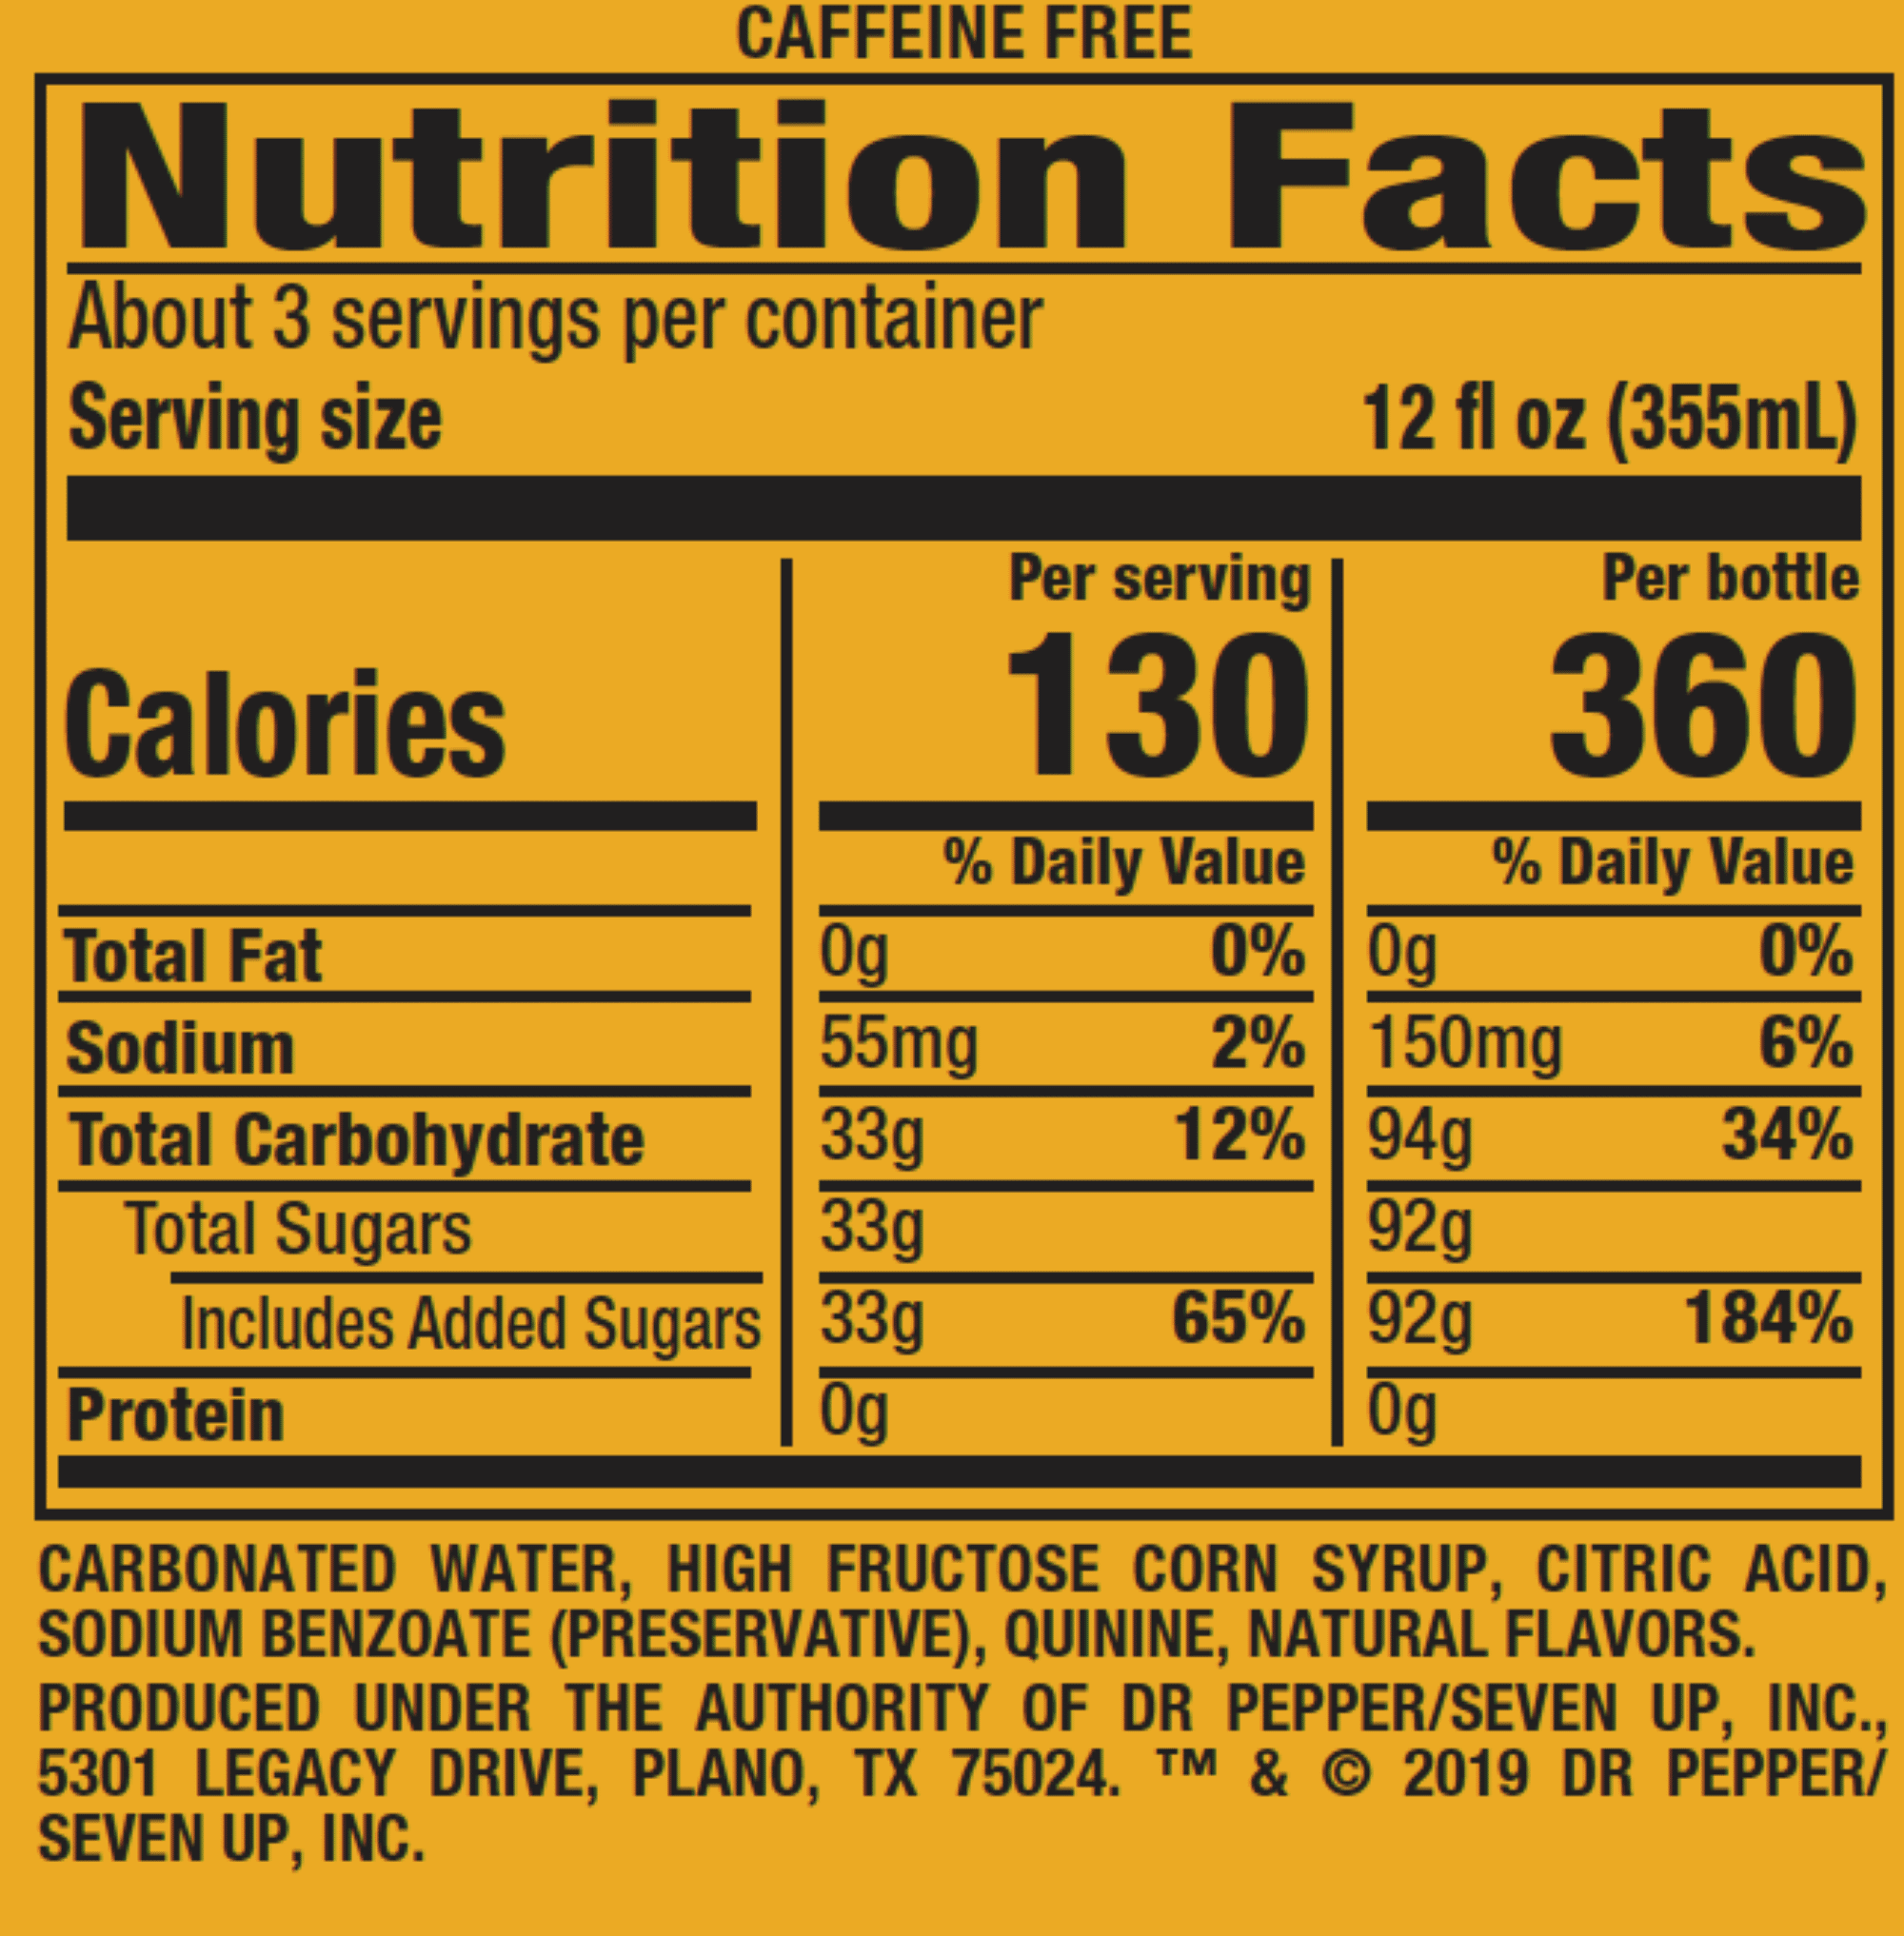 CAFFEINE FREE
Nutrition Facts
About 3 servings per container
Serving size 12 fl oz (355mL)
Per serving Per bottle
Calories 130 360
% Daily Value % Daily Value
Total Fat 0g 0% 0g 0%
Sodium 55mg 2% 150mg 6%
Total Carbohydrate 33g 12% 94g 34%
Total Sugars 33g 92g
Includes Added Sugars 33g 65% 92g 184%
Protein 0g 0g
CARBONATED WATER, HIGH FRUCTOSE CORN SYRUP, CITRIC ACID,
SODIUM BENZOATE (PRESERVATIVE), QUININE, NATURAL FLAVORS.
PRODUCED UNDER THE AUTHORITY OF DR PEPPER/SEVEN UP, INC.,
5301 LEGACY DRIVE, PLANO, TX 75024. ™ & © 2019 DR PEPPER/
SEVEN UP, INC.